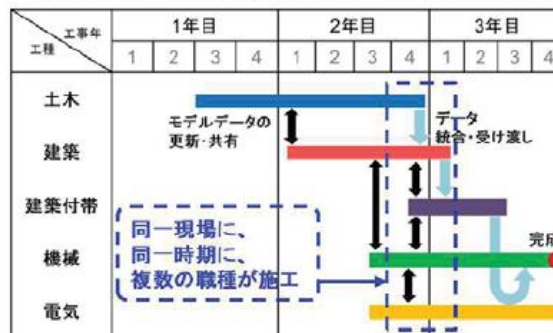 工事年
工種
1年目 2年目 3年目
1 2 3 4 1 2 3 4 1 2 3 4
土木
モデルデータの
更新・共有
データ
統合・受け渡し
建築
建築付帯
同一現場に、
同一時期に、
複数の職種が施工
機械
完成
電気